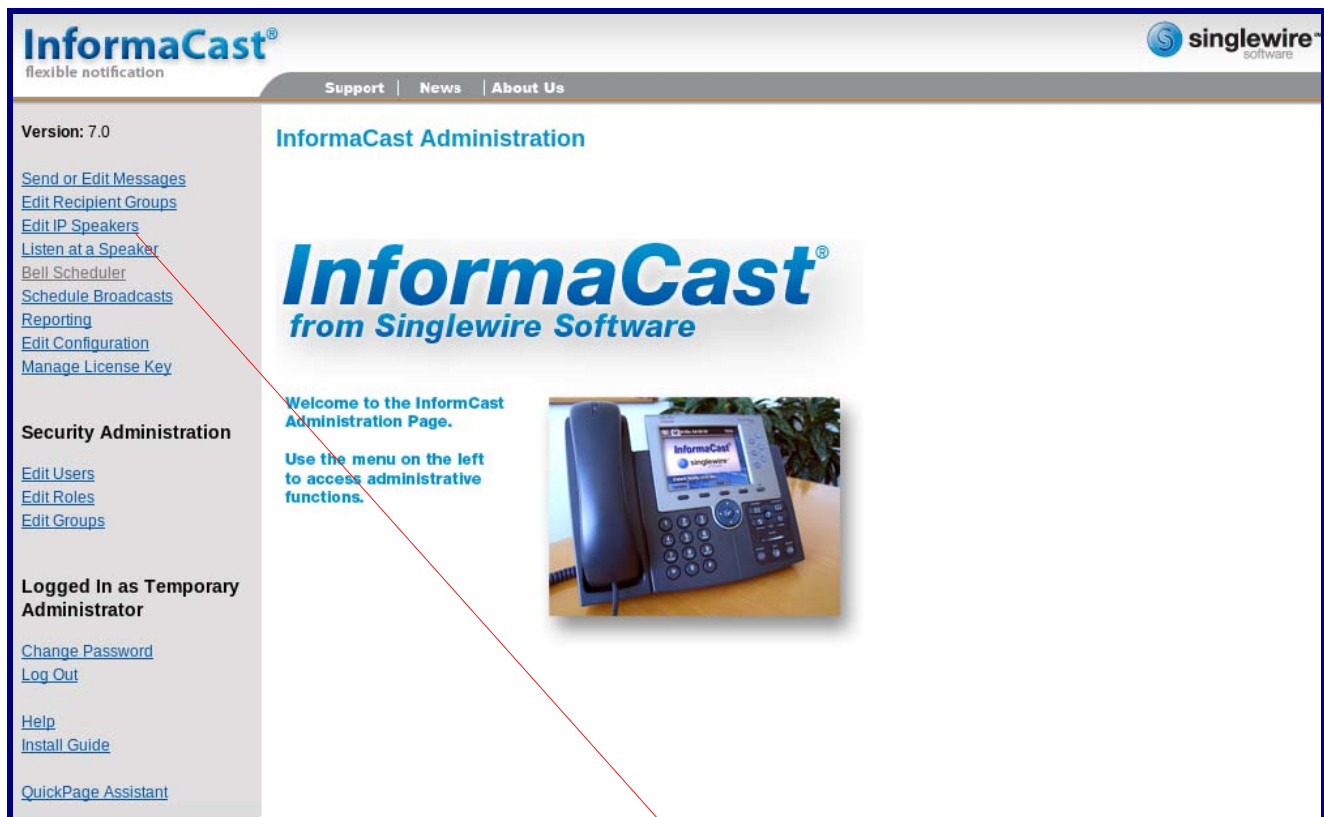 InformaCast®
flexible notification
singlewire™
software
Support | News | About Us
Version: 7.0
Send or Edit Messages
Edit Recipient Groups
Edit IP Speakers
Listen at a Speaker
Bell Scheduler
Schedule Broadcasts
Reporting
Edit Configuration
Manage License Key
Security Administration
Edit Users
Edit Roles
Edit Groups
Logged In as Temporary
Administrator
Change Password
Log Out
Help
Install Guide
QuickPage Assistant
InformaCast Administration
InformaCast®
from Singlewire Software
Welcome to the InformCast
Administration Page.
Use the menu on the left
to access administrative
functions.
InformaCast
singlewire